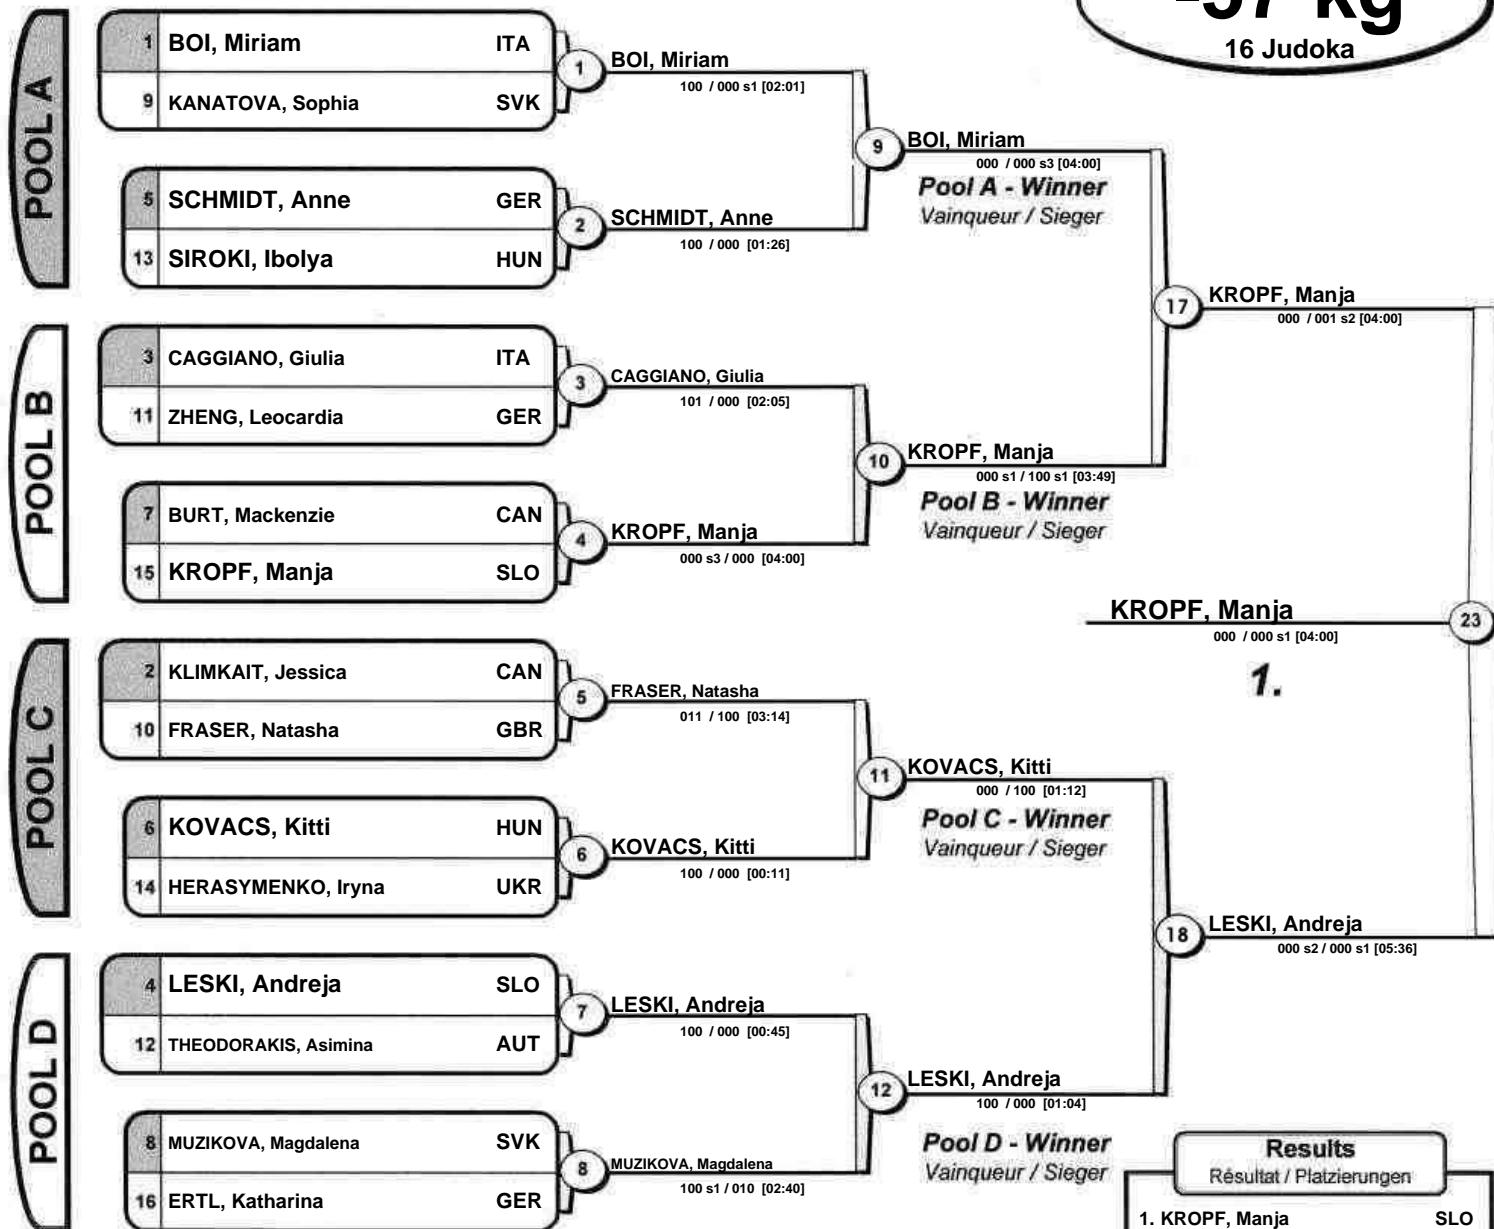 -57 kg
16 Judoka
POOL A
1 BOI, Miriam ITA
9 KANATOVA, Sophia SVK
5 SCHMIDT, Anne GER
13 SIROKI, Ibolya HUN
1 BOI, Miriam
100 / 000 s1 [02:01]
2 SCHMIDT, Anne
100 / 000 [01:26]
9 BOI, Miriam
000 / 000 s3 [04:00]
Pool A - Winner
Vainqueur / Sieger
POOL B
3 CAGGIANO, Giulia ITA
11 ZHENG, Leocardia GER
7 BURT, Mackenzie CAN
15 KROPF, Manja SLO
3 CAGGIANO, Giulia
101 / 000 [02:05]
4 KROPF, Manja
000 s3 / 000 [04:00]
10 KROPF, Manja
000 s1 / 100 s1 [03:49]
Pool B - Winner
Vainqueur / Sieger
17 KROPF, Manja
000 / 001 s2 [04:00]
KROPF, Manja 23
000 / 000 s1 [04:00]
1.
POOL C
2 KLIMKAIT, Jessica CAN
10 FRASER, Natasha GBR
6 KOVACS, Kitti HUN
14 HERASYMENKO, Iryna UKR
5 FRASER, Natasha
011 / 100 [03:14]
6 KOVACS, Kitti
100 / 000 [00:11]
11 KOVACS, Kitti
000 / 100 [01:12]
Pool C - Winner
Vainqueur / Sieger
18 LESKI, Andreja
000 s2 / 000 s1 [05:36]
POOL D
4 LESKI, Andreja SLO
12 THEODORAKIS, Asimina AUT
8 MUZIKOVA, Magdalena SVK
16 ERTL, Katharina GER
7 LESKI, Andreja
100 / 000 [00:45]
8 MUZIKOVA, Magdalena
100 s1 / 010 [02:40]
12 LESKI, Andreja
100 / 000 [01:04]
Pool D - Winner
Vainqueur / Sieger
Results
Résultat / Platzierungen
1. KROPF, Manja SLO